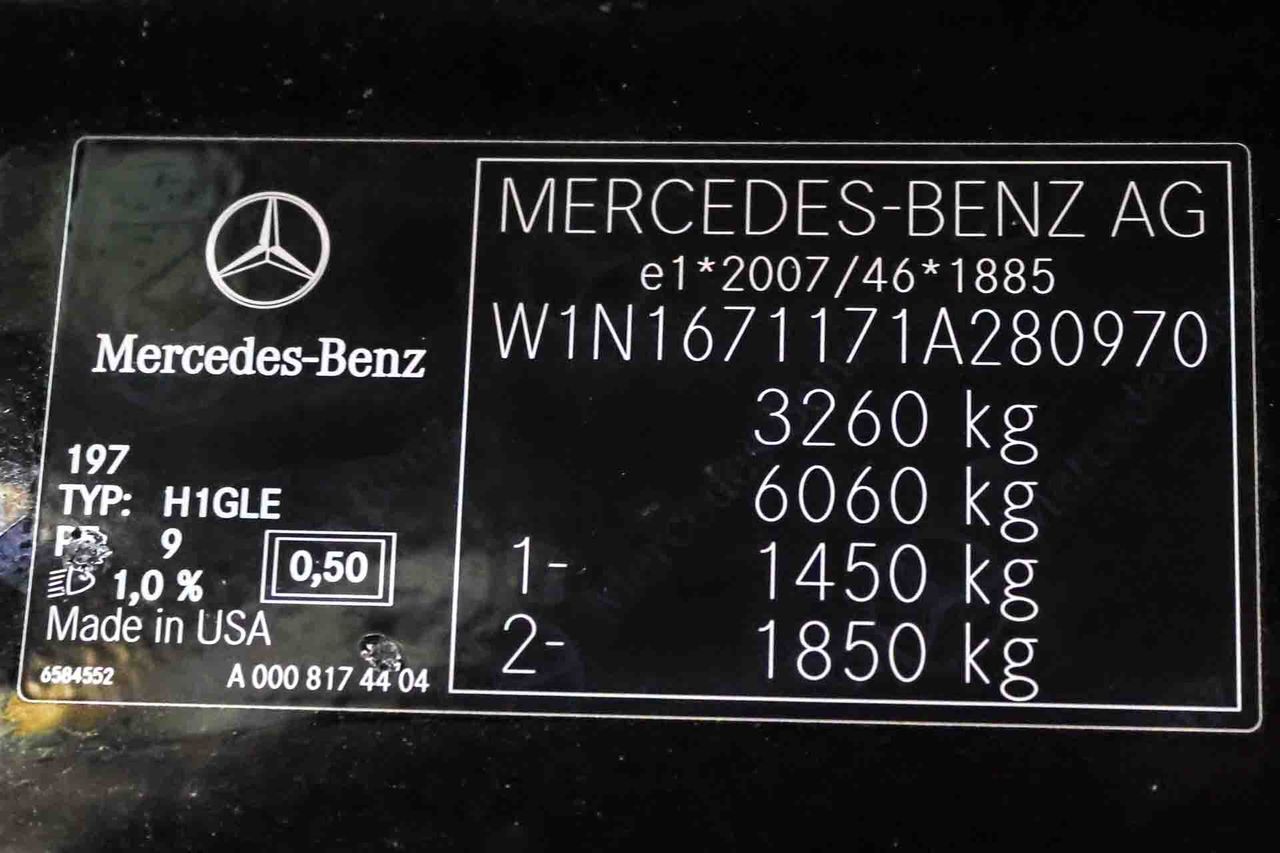 Mercedes-Benz
197
TYP: H1GLE
9
0,50
1,0 %
Made in USA
6584552
A 000 817 44 04
MERCEDES-BENZ AG
e1*2007/46*1885
W1N1671171A280970
3260 kg
6060 kg
1- 1450 kg
2- 1850 kg